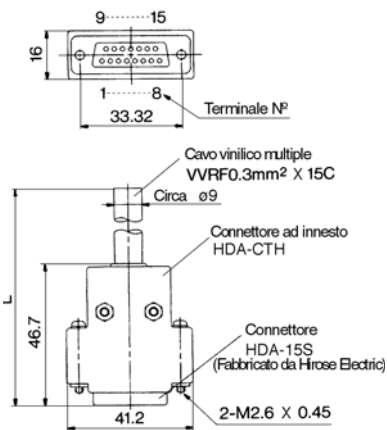 9 15
16
1 8
Terminale Nº
33.32
Cavo vinilico multiple
VVRF0.3mm² X 15C
Circa ø9
Connettore ad innesto
HDA-CTH
L
46.7
Connettore
HDA-15S
(Fabbricato da Hirose Electric)
41.2
2-M2.6 X 0.45